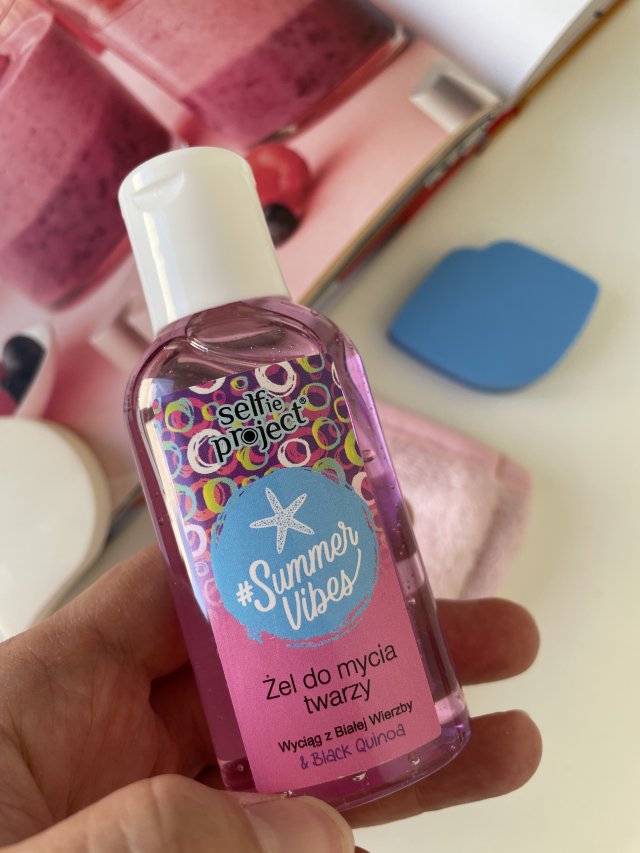 selfie
project®
#Summer
Vibes
Żel do mycia
twarzy
Wyciąg z Białej Wierzby
& Black Quinoa